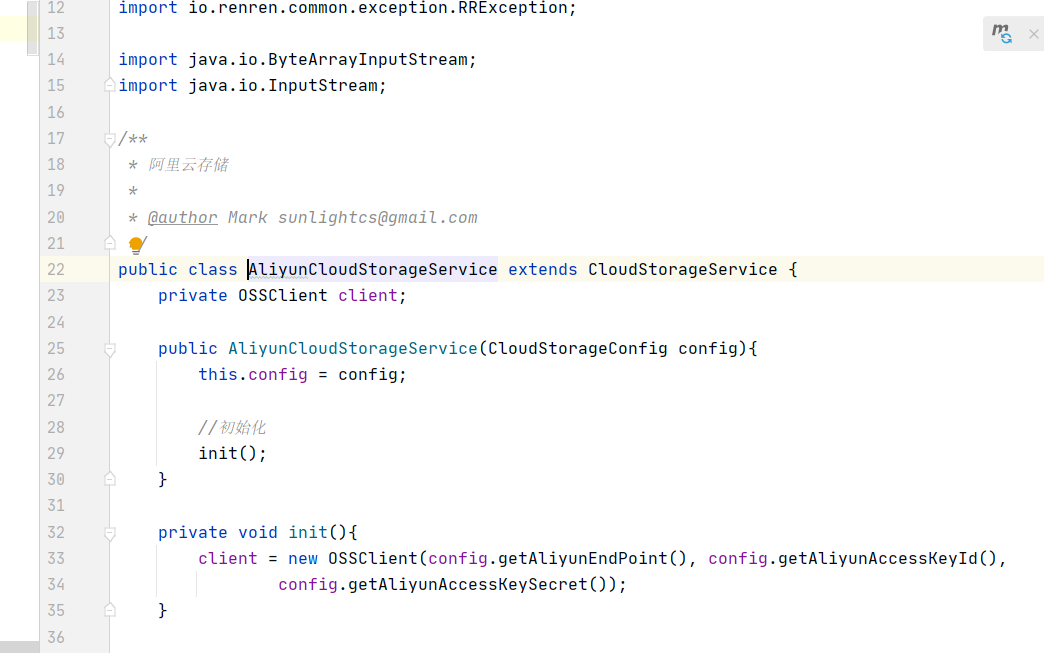 12 import io.renren.common.exception.RRException;
13
14 import java.io.ByteArrayInputStream;
15 import java.io.InputStream;
16
17 /**
18 * 阿里云存储
19 *
20 * @author Mark sunlightcs@gmail.com
21 */
22 public class AliyunCloudStorageService extends CloudStorageService {
23 private OSSClient client;
24
25 public AliyunCloudStorageService(CloudStorageConfig config){
26 this.config = config;
27
28 //初始化
29 init();
30 }
31
32 private void init(){
33 client = new OSSClient(config.getAliyunEndPoint(), config.getAliyunAccessKeyId(),
34 config.getAliyunAccessKeySecret());
35 }
36